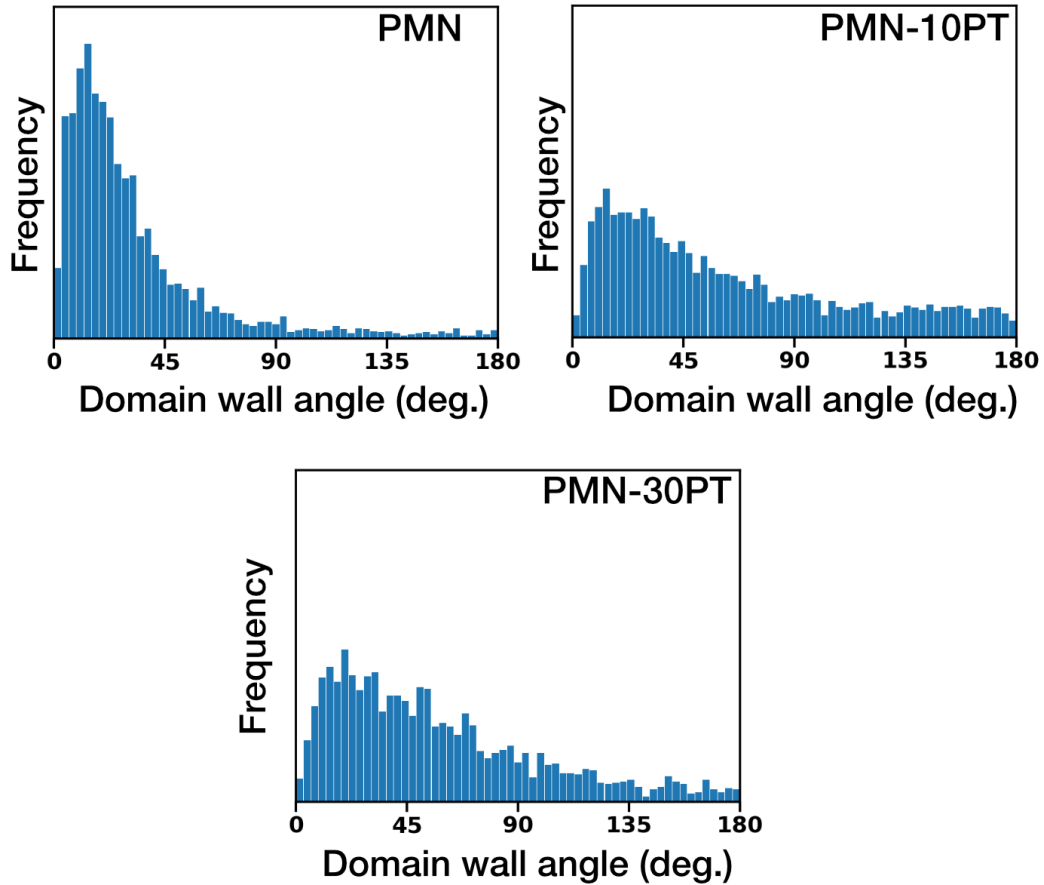 PMN
Frequency
0 45 90 135 180
Domain wall angle (deg.)
PMN-10PT
Frequency
0 45 90 135 180
Domain wall angle (deg.)
PMN-30PT
Frequency
0 45 90 135 180
Domain wall angle (deg.)